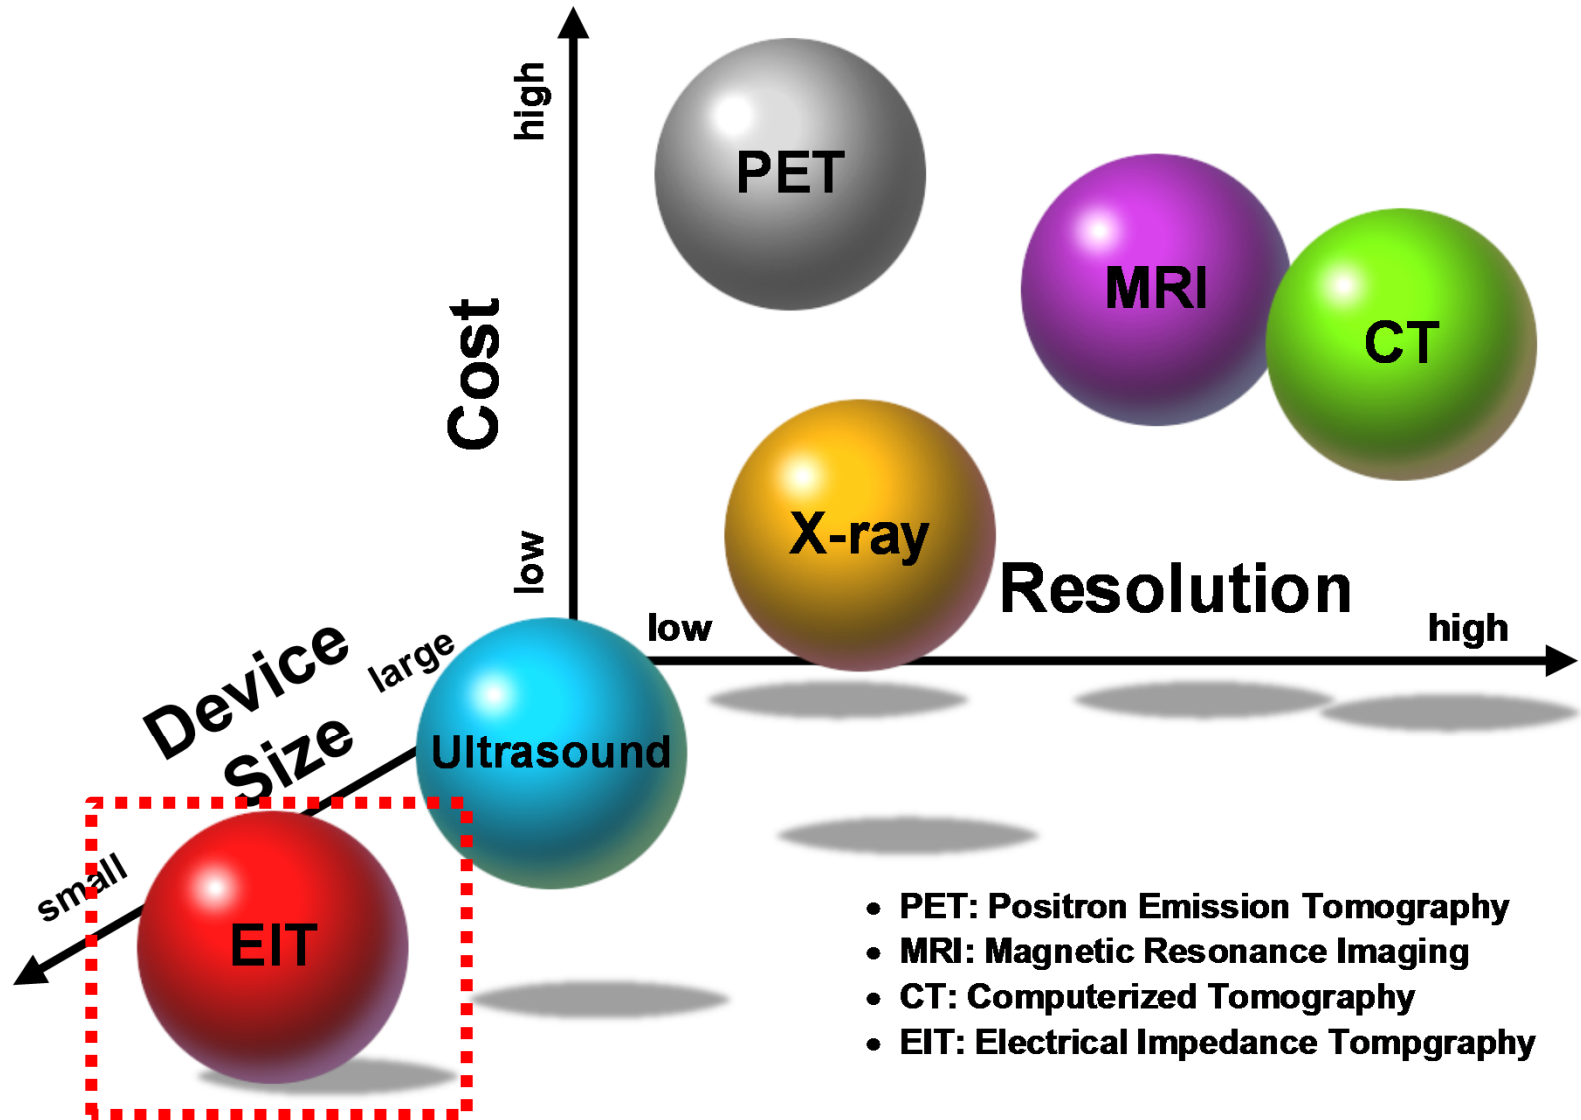 high
PET
MRI
CT
Cost
X-ray
low
Resolution
low
high
Device
Size
large
Ultrasound
small
EIT
• PET: Positron Emission Tomography
• MRI: Magnetic Resonance Imaging
• CT: Computerized Tomography
• EIT: Electrical Impedance Tompgraphy